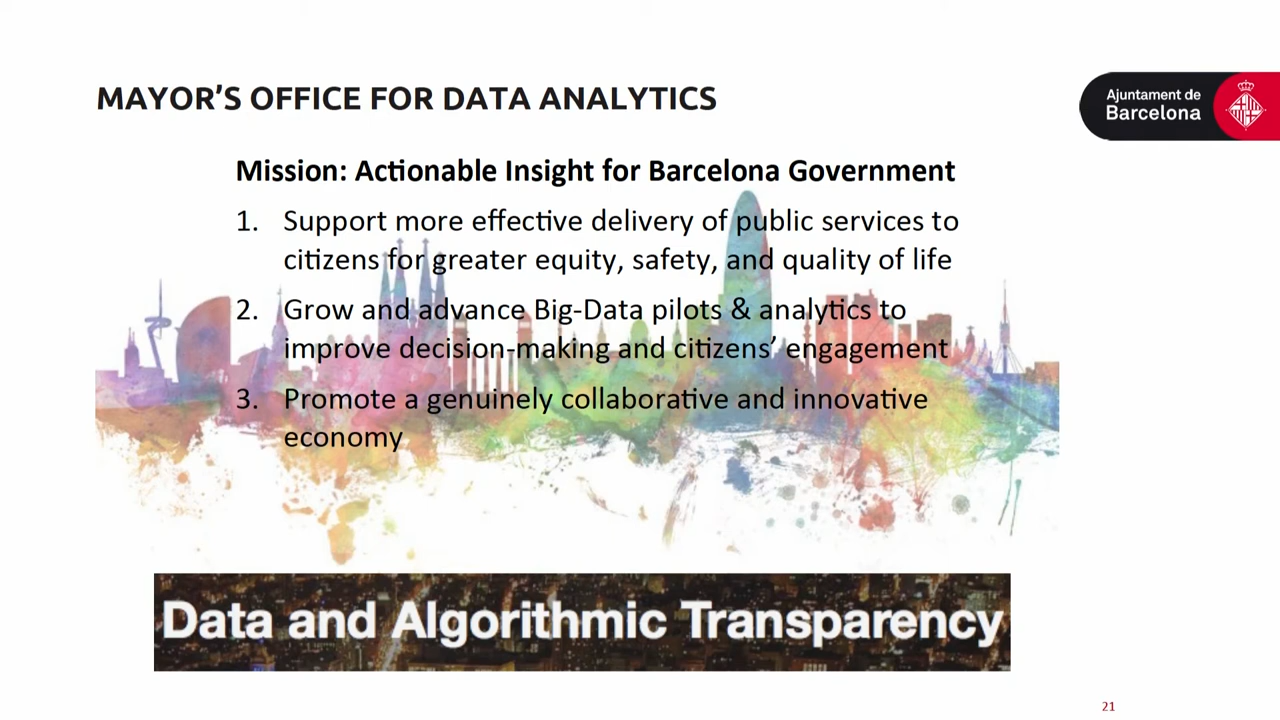 MAYOR'S OFFICE FOR DATA ANALYTICS
Ajuntament de
Barcelona
Mission: Actionable Insight for Barcelona Government
1. Support more effective delivery of public services to
citizens for greater equity, safety, and quality of life
2. Grow and advance Big-Data pilots & analytics to
improve decision-making and citizens’ engagement
3. Promote a genuinely collaborative and innovative
economy
Data and Algorithmic Transparency
21